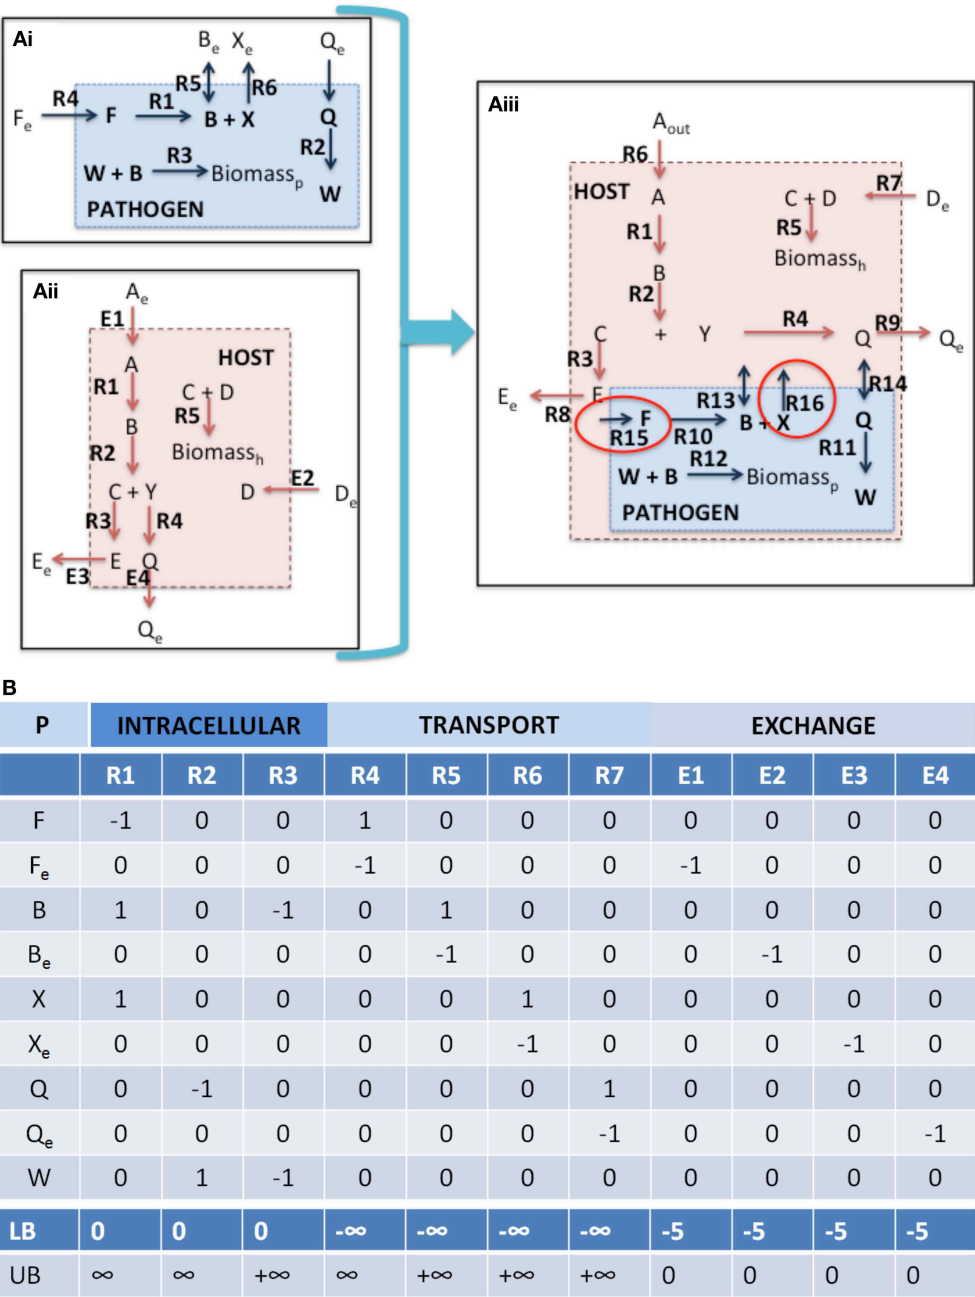 Ai
Be Xe Qe
R5 R6
R4 R1
Fe F B + X Q
R3 R2
W + B Biomassp
W
PATHOGEN
Aii
Ae
E1
HOST
A
R1 C + D
R5
B
R2 Biomassh
C + Y D E2 De
R3 R4
Ee E Q
E3 E4
Qe
Aiii
Aout
R6
HOST
A C + D R7 De
R1 R5
Biomassh
B
R2
C + Y R4 Q R9 Qe
R3
Ee E R14
R8 R13 R16
F B + X Q
R15 R10 R11
R12
W + B Biomassp
W
PATHOGEN
B
P INTRACELLULAR TRANSPORT EXCHANGE
R1 R2 R3 R4 R5 R6 R7 E1 E2 E3 E4
F -1 0 0 1 0 0 0 0 0 0 0
Fe 0 0 0 -1 0 0 0 -1 0 0 0
B 1 0 -1 0 1 0 0 0 0 0 0
Be 0 0 0 0 -1 0 0 0 -1 0 0
X 1 0 0 0 0 1 0 0 0 0 0
Xe 0 0 0 0 0 -1 0 0 0 -1 0
Q 0 -1 0 0 0 0 1 0 0 0 0
Qe 0 0 0 0 0 0 -1 0 0 0 -1
W 0 1 -1 0 0 0 0 0 0 0 0
LB 0 0 0 -∞ -∞ -∞ -∞ -5 -5 -5 -5
UB ∞ ∞ +∞ ∞ +∞ +∞ +∞ 0 0 0 0